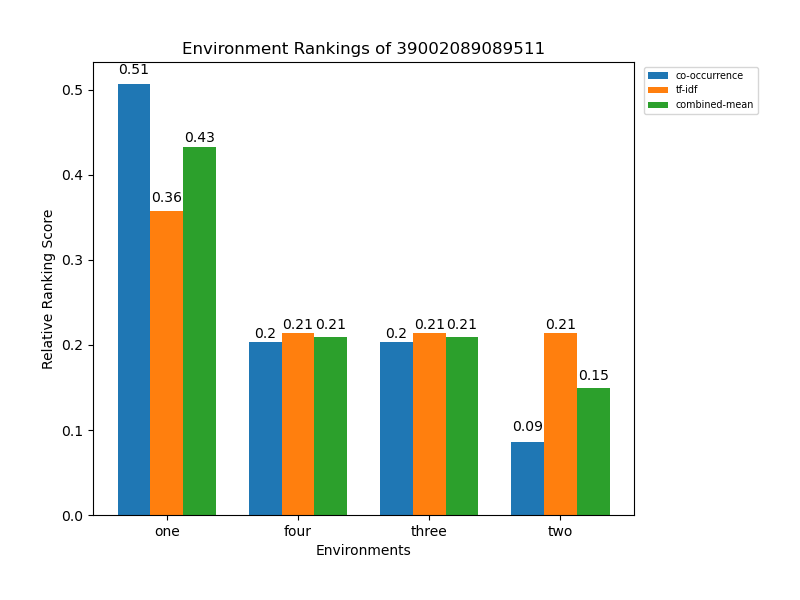 Environment Rankings of 39002089089511
co-occurrence
tf-idf
combined-mean
Relative Ranking Score
0.5
0.4
0.3
0.2
0.1
0.0
0.51
0.36
0.43
0.2
0.21
0.21
0.2
0.21
0.21
0.09
0.21
0.15
one four three two
Environments